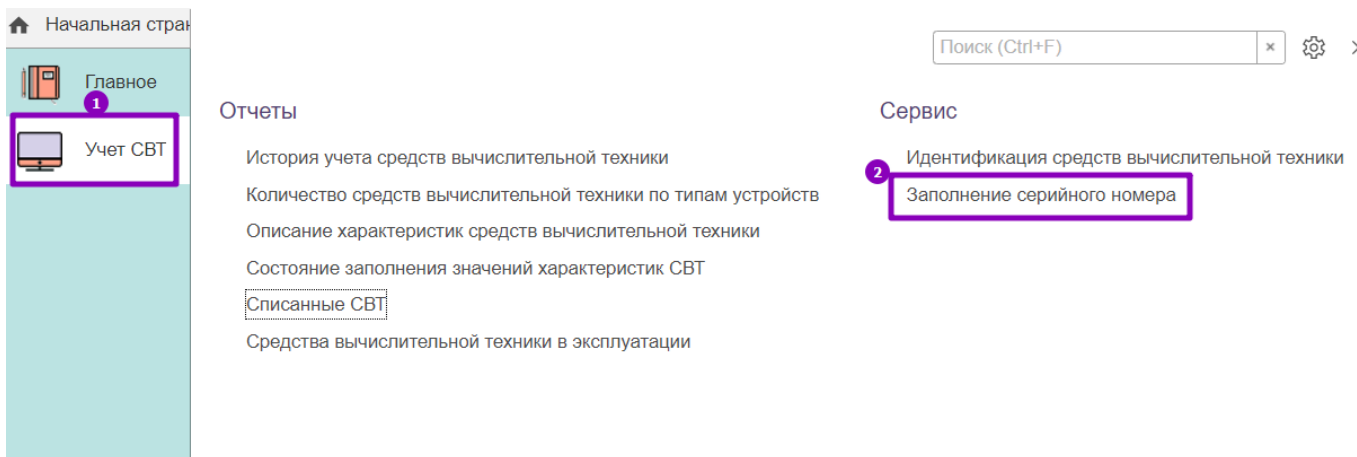 Начальная стран
Поиск (Ctrl+F)
×
Главное
1
Учет СВТ
Отчеты
История учета средств вычислительной техники
Количество средств вычислительной техники по типам устройств
Описание характеристик средств вычислительной техники
Состояние заполнения значений характеристик СВТ
Списанные СВТ
Средства вычислительной техники в эксплуатации
Сервис
Идентификация средств вычислительной техники
2
Заполнение серийного номера